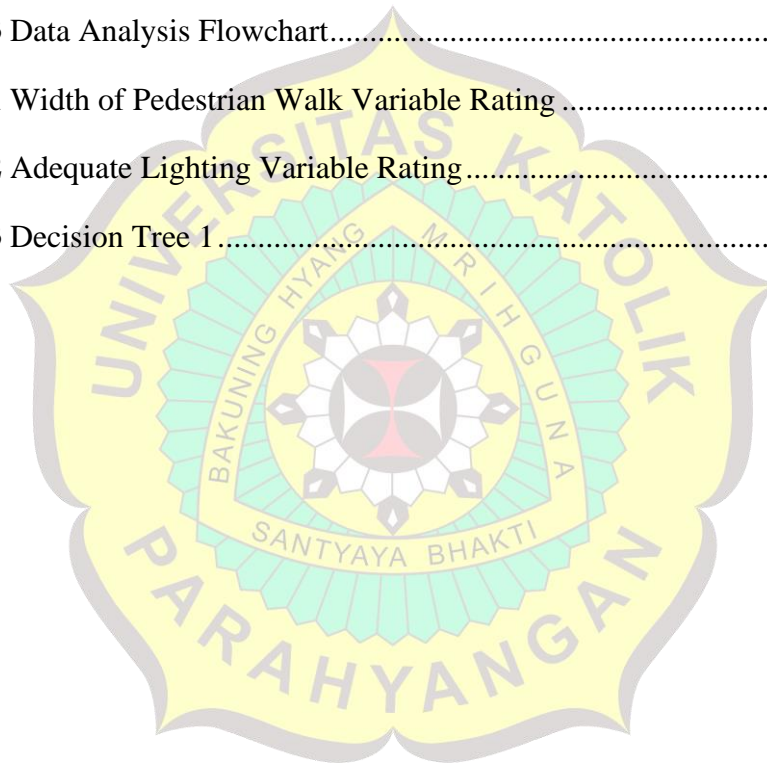 Data Analysis Flowchart....................................................
Width of Pedestrian Walk Variable Rating .........................
Adequate Lighting Variable Rating.....................................
Decision Tree 1...................................................................
UNIVERSITAS KATOLIK
PARAHYANGAN
BAKUNING HYANG MRIHGUNA
SANTYAYA BHAKTI